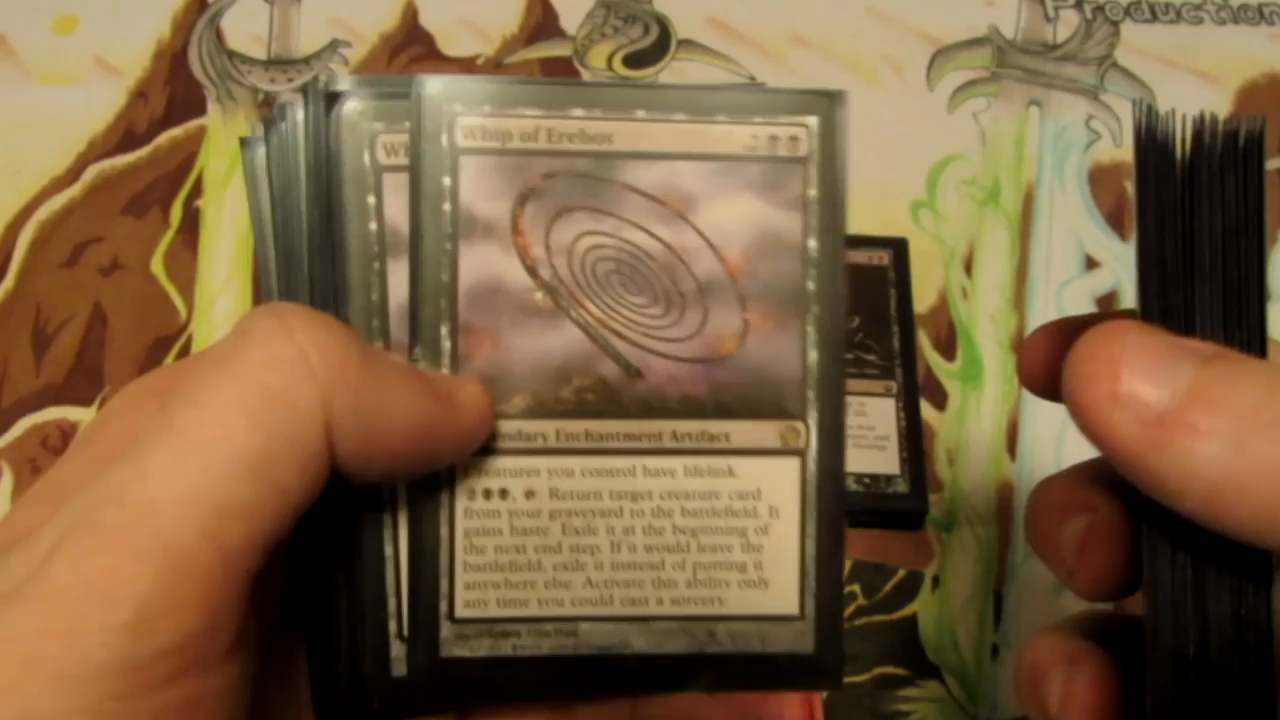 Production
Whip of Erebos
Wh
endary Enchantment Artifact
Creatures you control have lifelink.
2, Return target creature card
from your graveyard to the battlefield. It
gains haste. Exile it at the beginning of
the next end step. If it would leave the
battlefield, exile it instead of putting it
anywhere else. Activate this ability only
any time you could cast a sorcery.